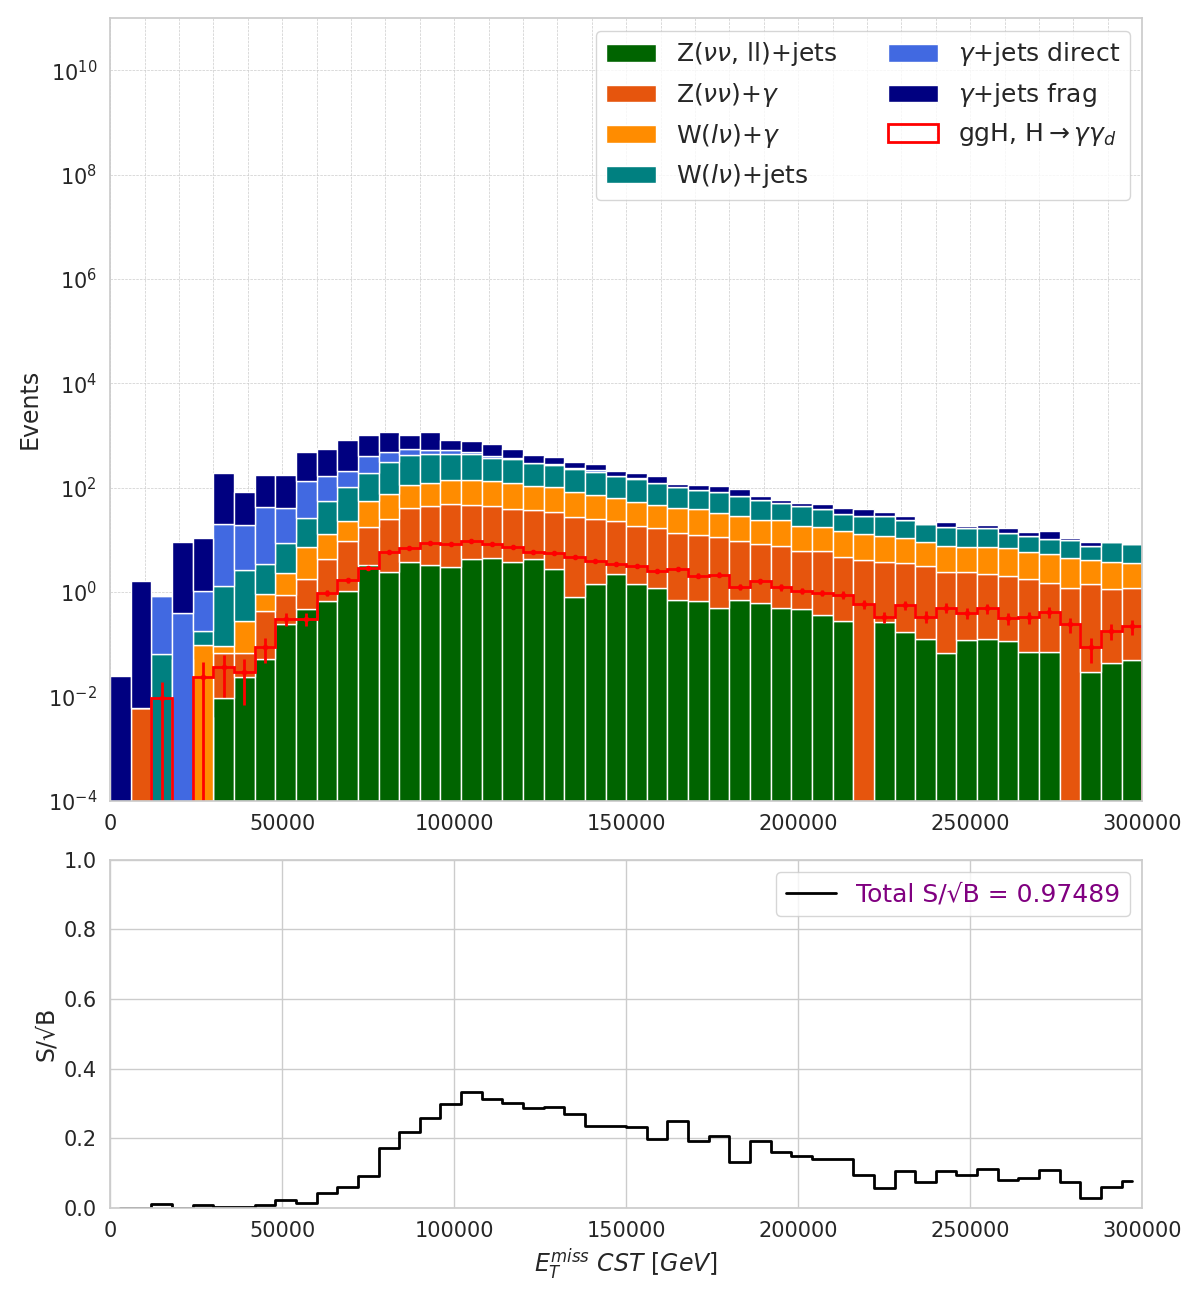 Z(νν, ll)+jets
Z(νν)+γ
W(lν)+γ
W(lν)+jets
γ+jets direct
γ+jets frag
ggH, H→γγ_d
Events
10^10
10^8
10^6
10^4
10^2
10^0
10^−2
10^−4
0 50000 100000 150000 200000 250000 300000
Total S/√B = 0.97489
S/√B
1.0
0.8
0.6
0.4
0.2
0.0
0 50000 100000 150000 200000 250000 300000
E_T^miss CST [GeV]